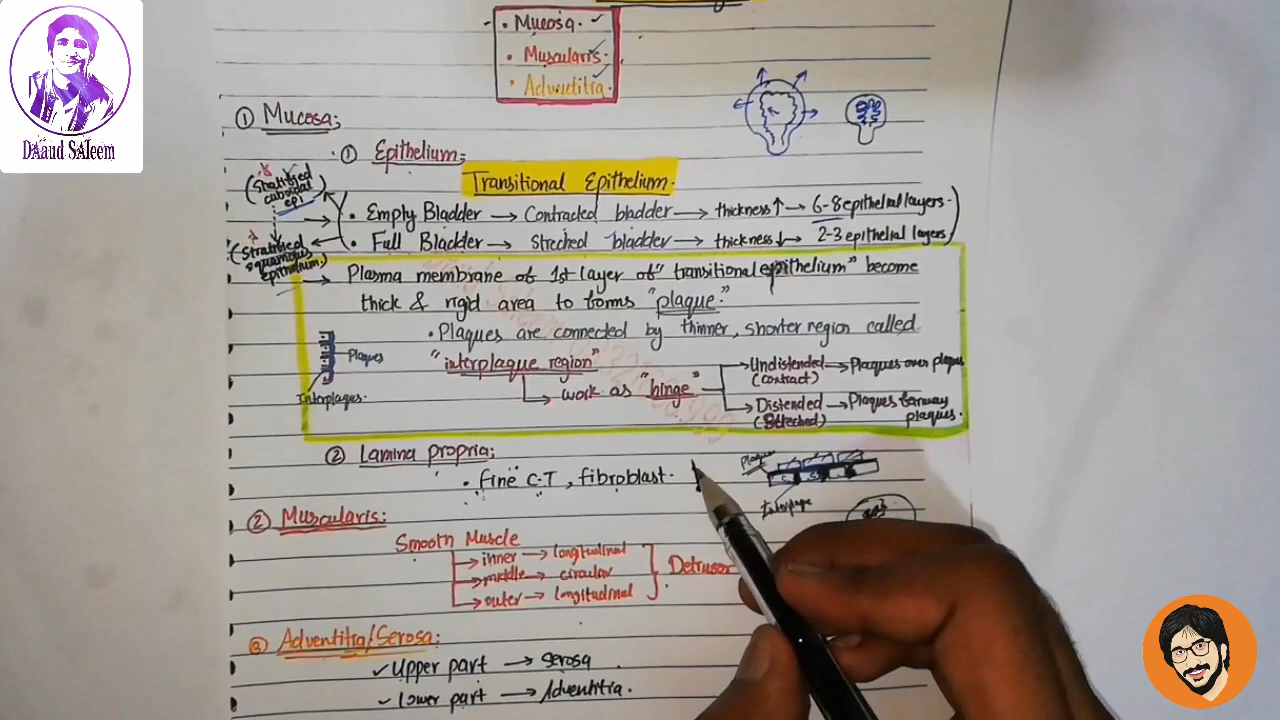 DAaud SAleem
• Mucosa.
• Muscularis.
• Adventitia.
① Mucosa;
① Epithelium;
Transitional Epithelium.
(Stratified cuboidal epi)
• Empty Bladder → Contracted bladder → thickness↑ → 6-8 epithelial layers.
• Full Bladder → Streched bladder → thickness↓ → 2-3 epithelial layers
(Stratified squamous epithelium)
→ Plasma membrane of 1st layer of "transitional epithelium" become
thick & rigid area to forms "plaque."
• Plaques are connected by thinner, shorter region called
"interplaque region"
Plaques
Interplaques.
→ work as "hinge"
→ Undistended → Plaques over plaques
(contract)
→ Distended → Plaques
plaques.
(Streched)
② Lamina propria;
• fine C.T, fibroblast.
plaque
② Muscularis:
Smooth Muscle
→ inner → longitudinal
→ middle → circular
→ outer → longitudinal
Detrusor
③ Adventitia/Serosa:
✓ Upper part → serosa
✓ Lower part → Adventitia.